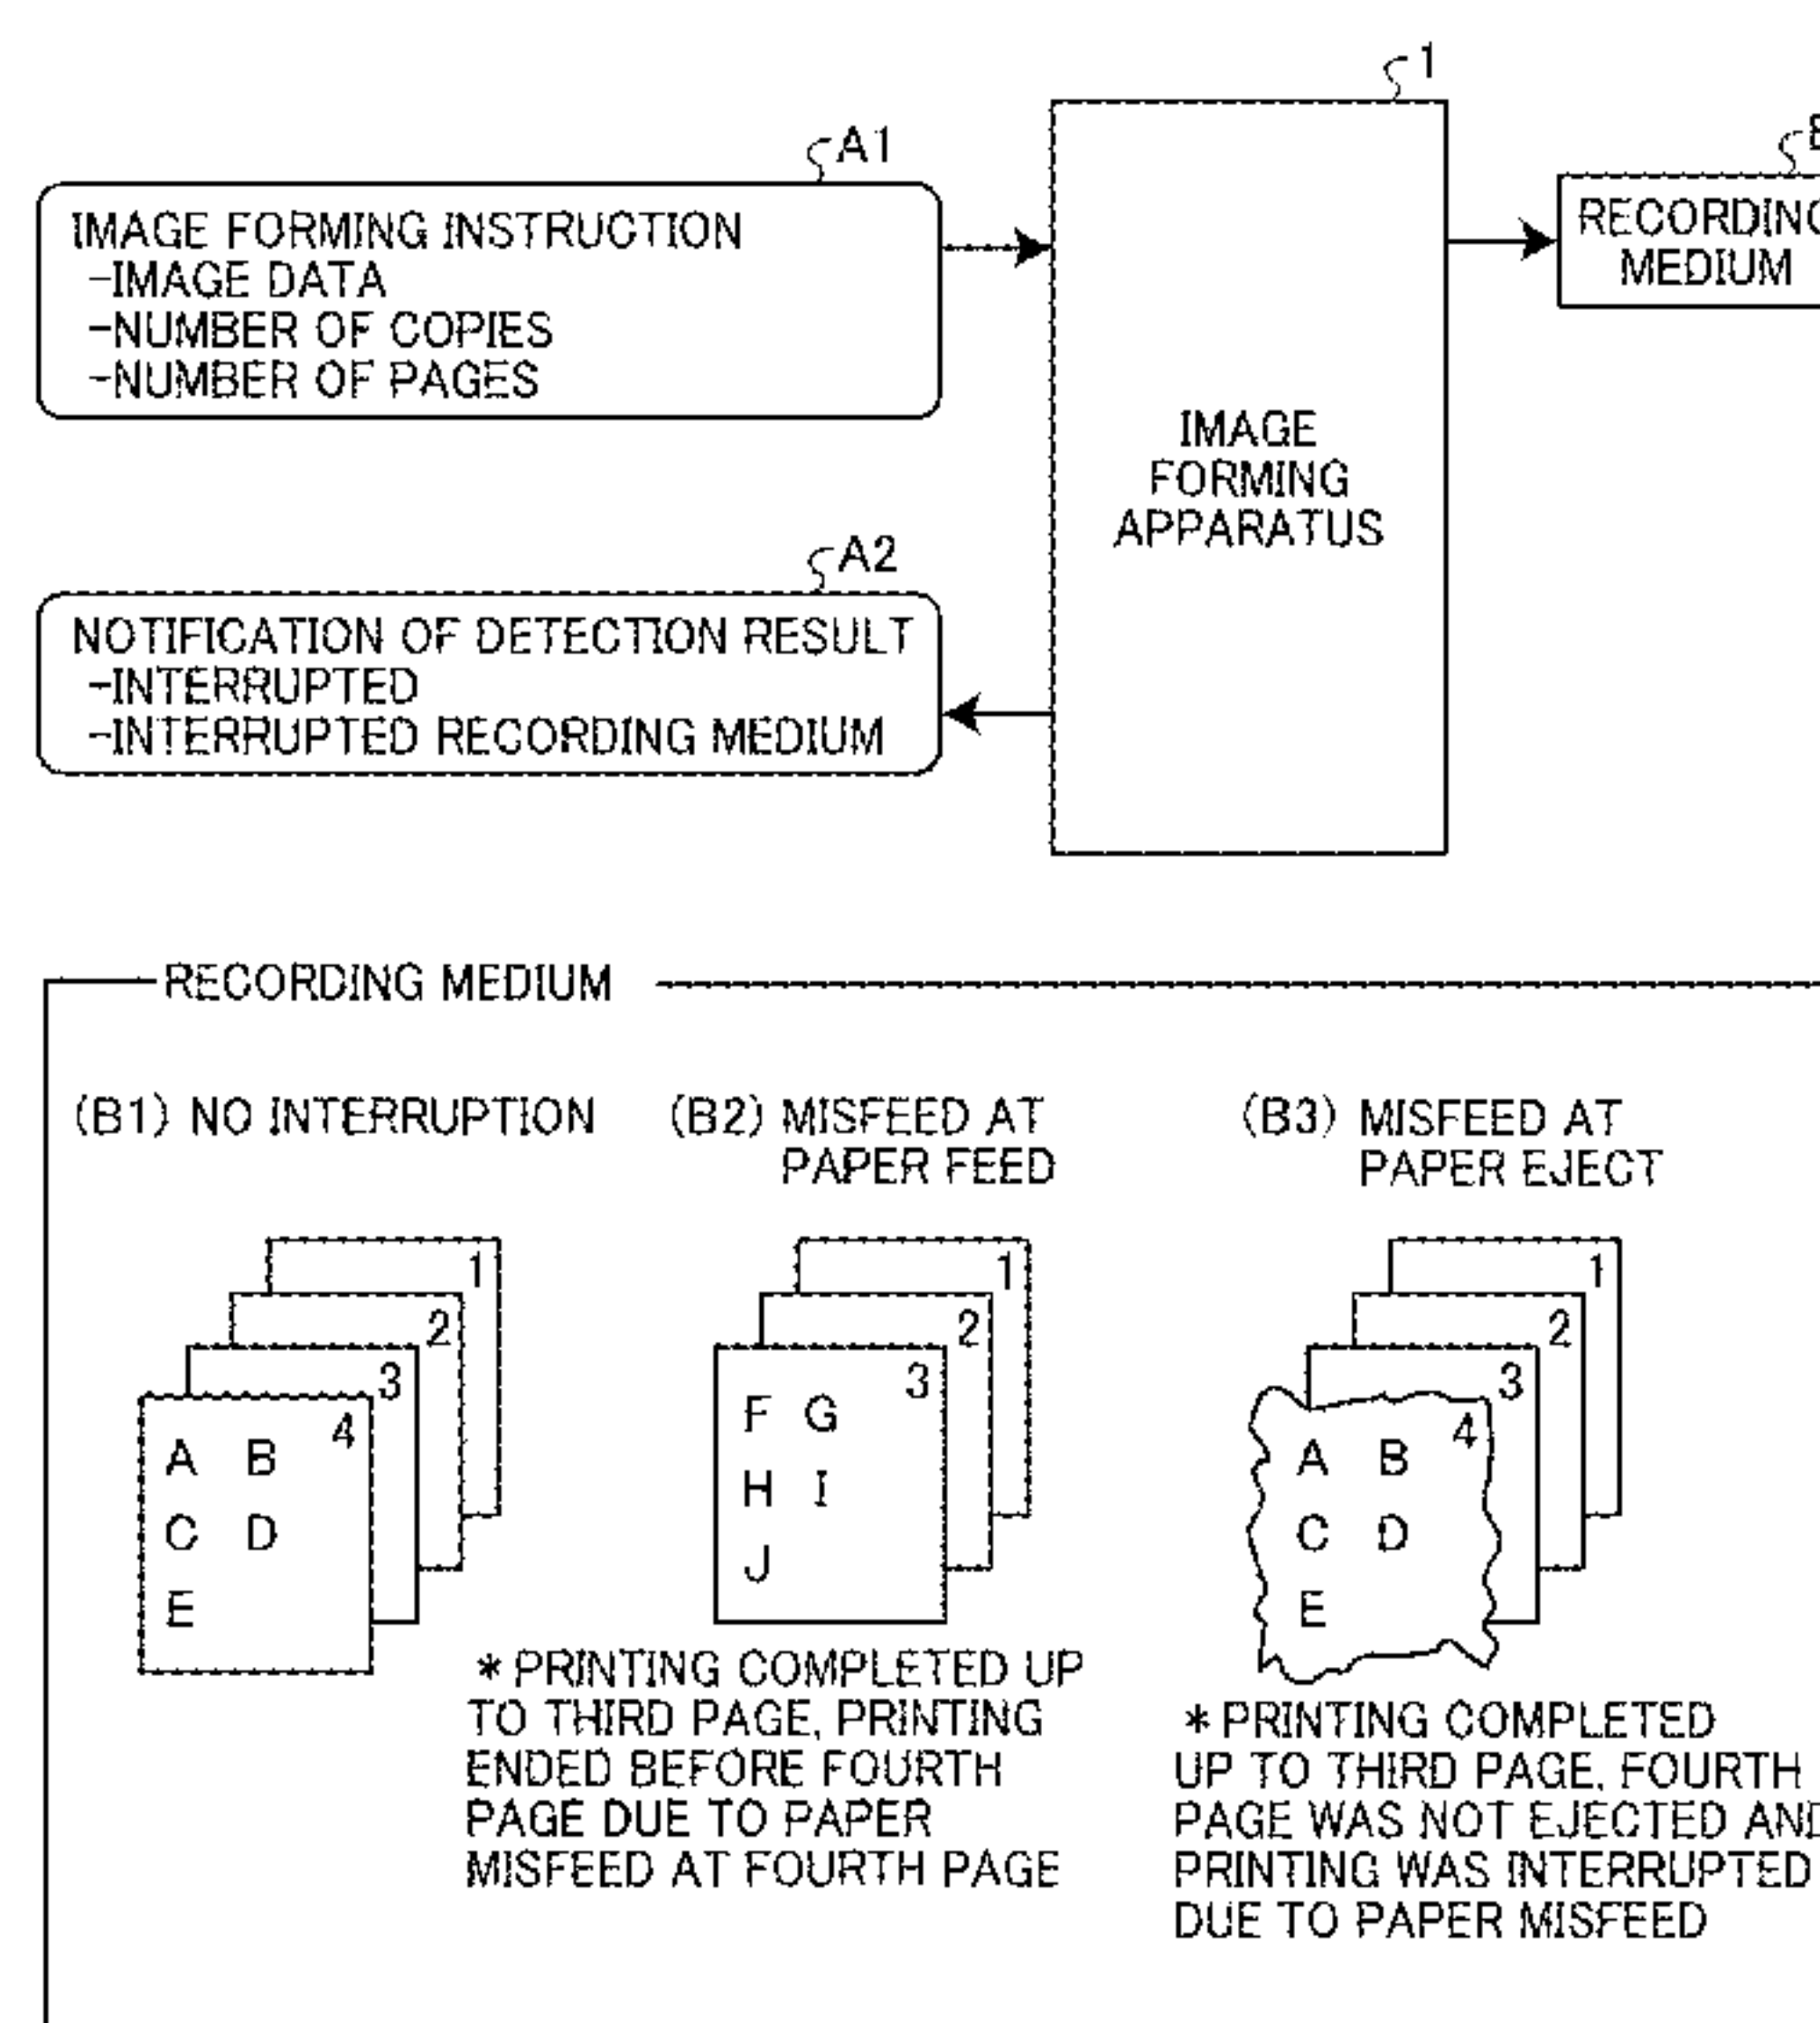 1
A1
IMAGE FORMING INSTRUCTION
-IMAGE DATA
-NUMBER OF COPIES
-NUMBER OF PAGES
RECORDING
MEDIUM
IMAGE
FORMING
APPARATUS
A2
NOTIFICATION OF DETECTION RESULT
-INTERRUPTED
-INTERRUPTED RECORDING MEDIUM
RECORDING MEDIUM
(B1) NO INTERRUPTION
1
2
3
4
A B
C D
E
(B2) MISFEED AT
PAPER FEED
1
2
3
F G
H I
J
* PRINTING COMPLETED UP
TO THIRD PAGE, PRINTING
ENDED BEFORE FOURTH
PAGE DUE TO PAPER
MISFEED AT FOURTH PAGE
(B3) MISFEED AT
PAPER EJECT
1
2
3
4
A B
C D
E
* PRINTING COMPLETED
UP TO THIRD PAGE, FOURTH
PAGE WAS NOT EJECTED AND
PRINTING WAS INTERRUPTED
DUE TO PAPER MISFEED